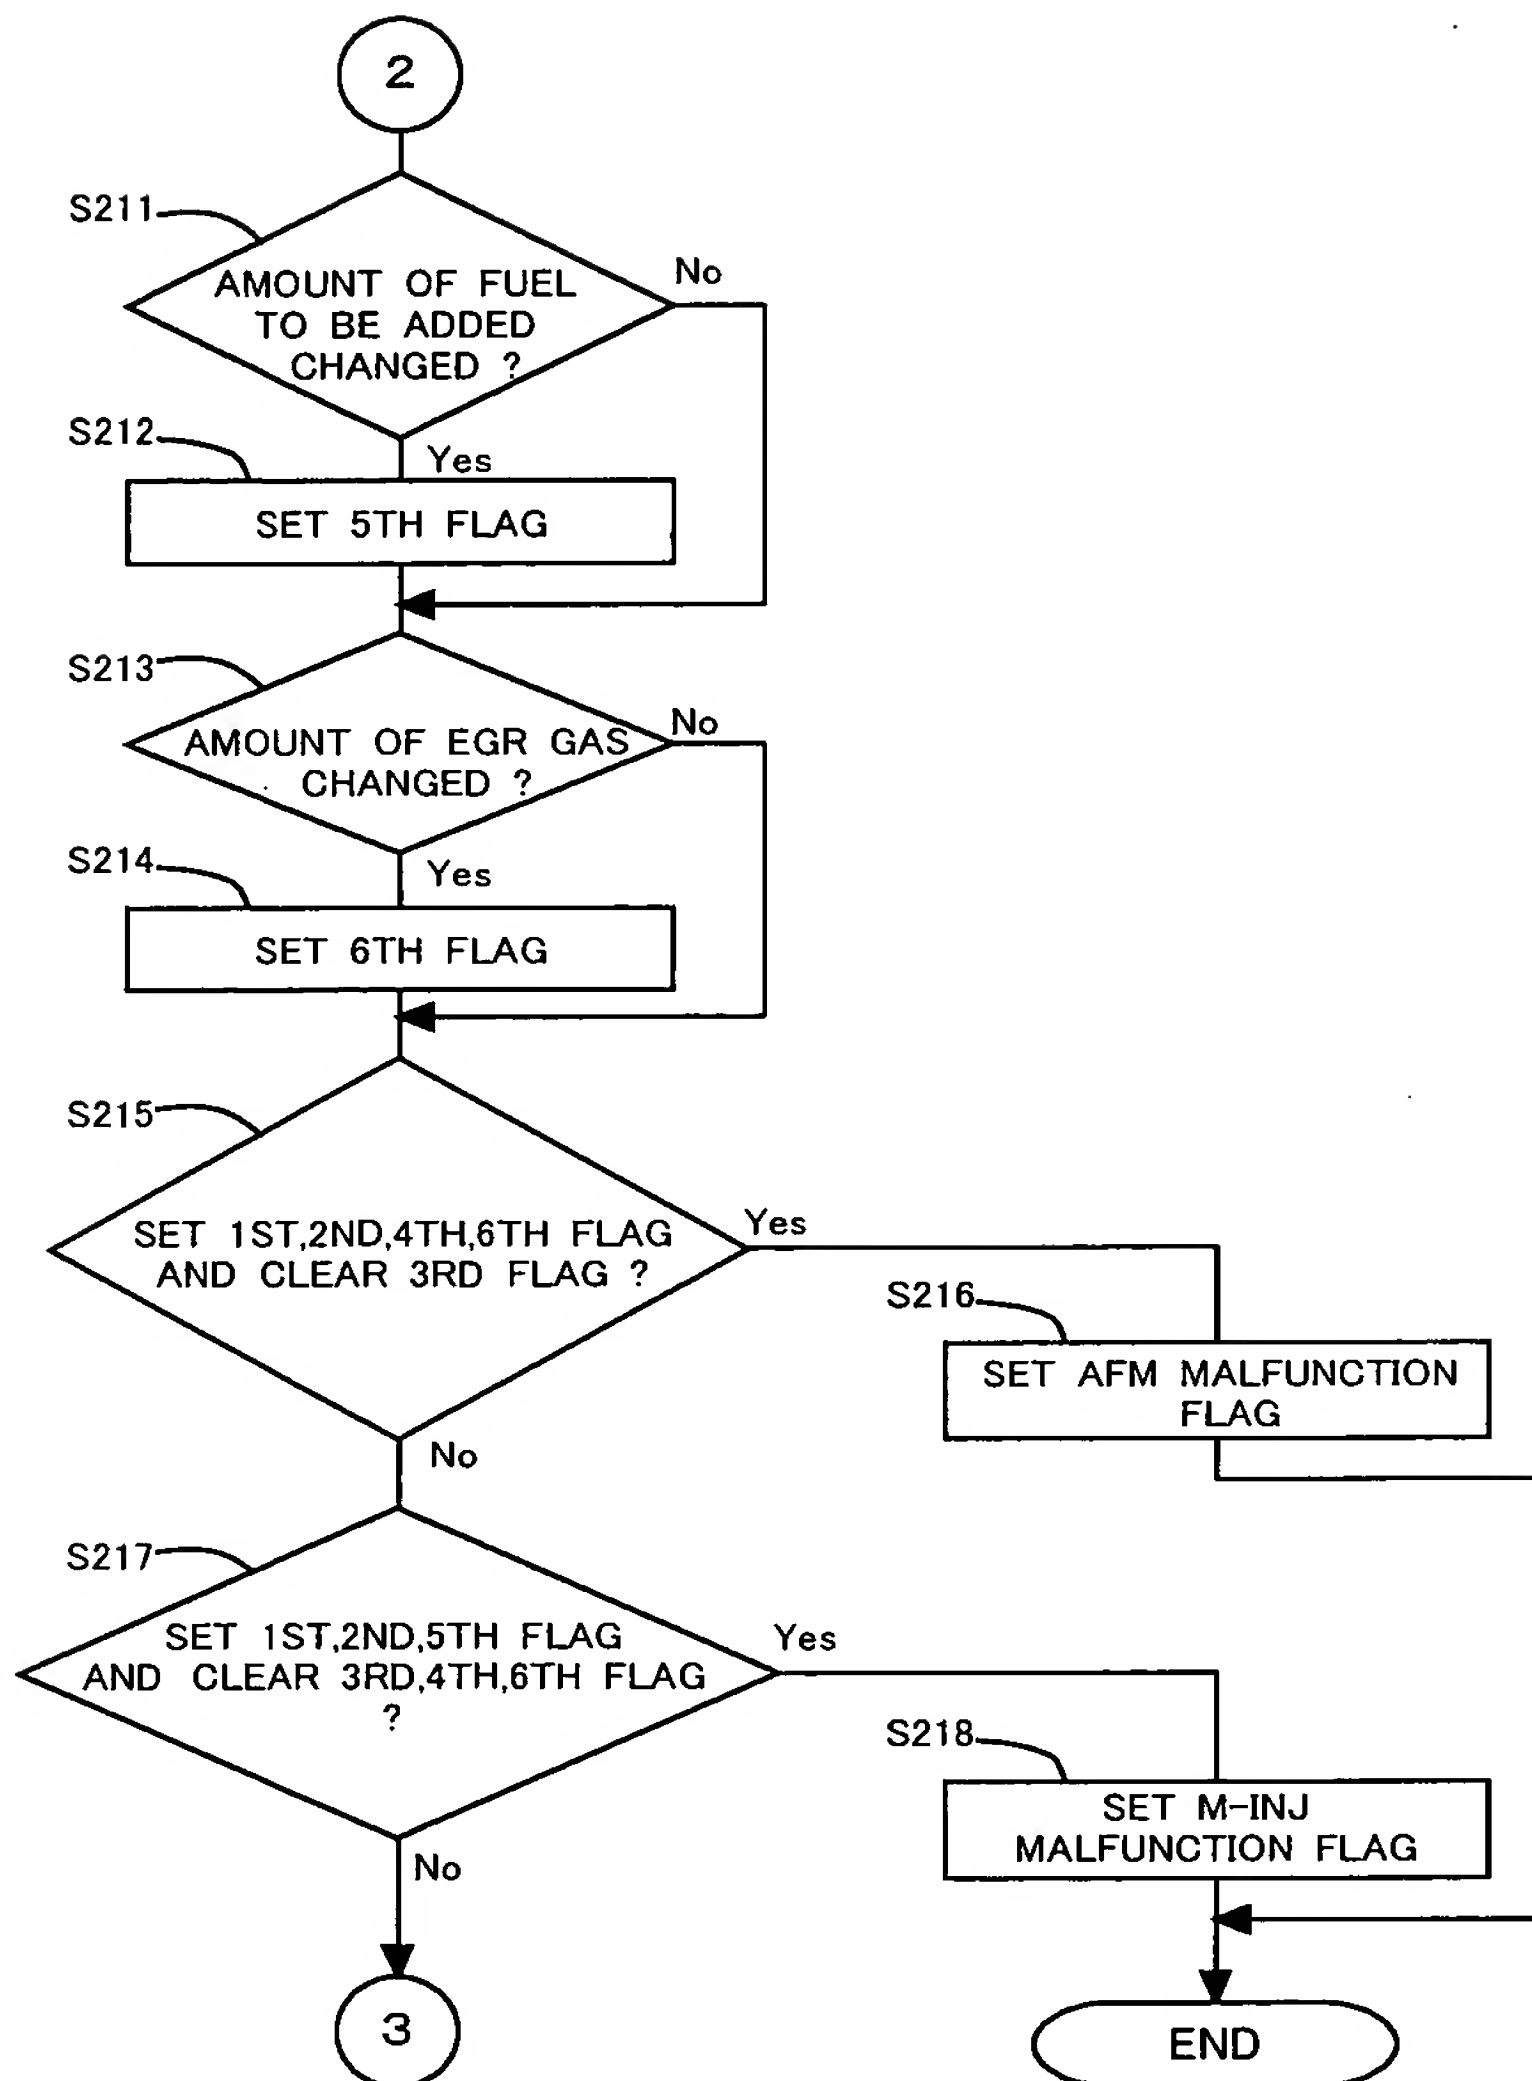 2
S211
AMOUNT OF FUEL
TO BE ADDED
CHANGED ?
No
Yes
S212
SET 5TH FLAG
S213
AMOUNT OF EGR GAS
CHANGED ?
No
Yes
S214
SET 6TH FLAG
S215
SET 1ST,2ND,4TH,6TH FLAG
AND CLEAR 3RD FLAG ?
Yes
No
S216
SET AFM MALFUNCTION
FLAG
S217
SET 1ST,2ND,5TH FLAG
AND CLEAR 3RD,4TH,6TH FLAG
?
Yes
No
S218
SET M-INJ
MALFUNCTION FLAG
3
END